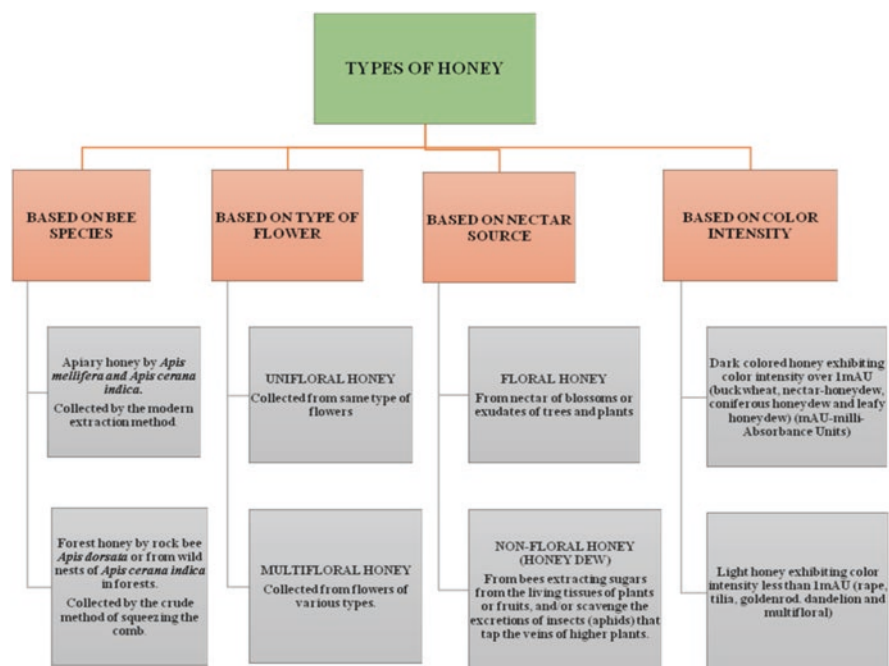 TYPES OF HONEY
BASED ON BEE
SPECIES
Apiary honey by Apis
mellifera and Apis cerana
indica.
Collected by the modern
extraction method.
Forest honey by rock bee
Apis dorsata or from wild
nests of Apis cerana indica
in forests.
Collected by the crude
method of squeezing the
comb.
BASED ON TYPE OF
FLOWER
UNIFLORAL HONEY
Collected from same type of
flowers
MULTIFLORAL HONEY
Collected from flowers of
various types.
BASED ON NECTAR
SOURCE
FLORAL HONEY
From nectar of blossoms or
exudates of trees and plants
NON-FLORAL HONEY
(HONEY DEW)
From bees extracting sugars
from the living tissues of plants
or fruits, and/or scavenge the
excretions of insects (aphids) that
tap the veins of higher plants.
BASED ON COLOR
INTENSITY
Dark colored honey exhibiting
color intensity over 1mAU
(buckwheat, nectar-honeydew,
coniferous honeydew and leafy
honeydew) (mAU-milli-
Absorbance Units)
Light honey exhibiting color
intensity less than 1mAU (rape,
tilia, goldenrod. dandelion and
multifloral)